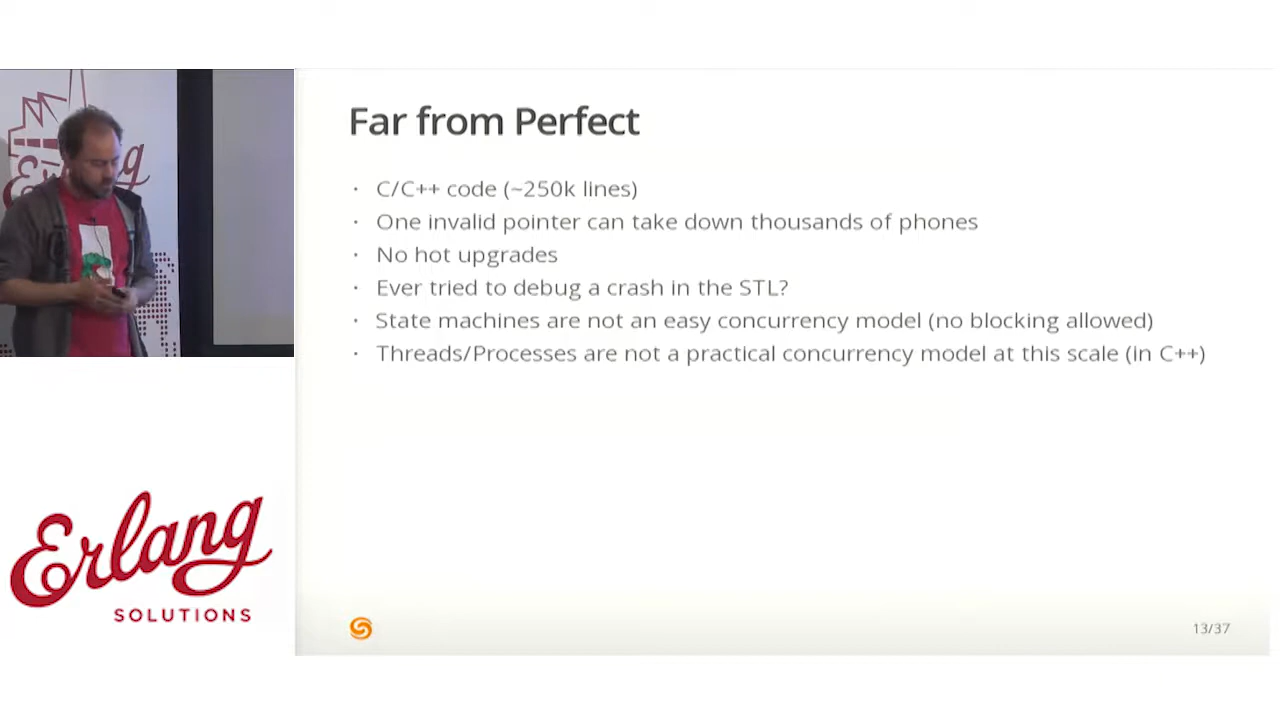 Far from Perfect
· C/C++ code (~250k lines)
· One invalid pointer can take down thousands of phones
· No hot upgrades
· Ever tried to debug a crash in the STL?
· State machines are not an easy concurrency model (no blocking allowed)
· Threads/Processes are not a practical concurrency model at this scale (in C++)
13/37
Erlang
SOLUTIONS